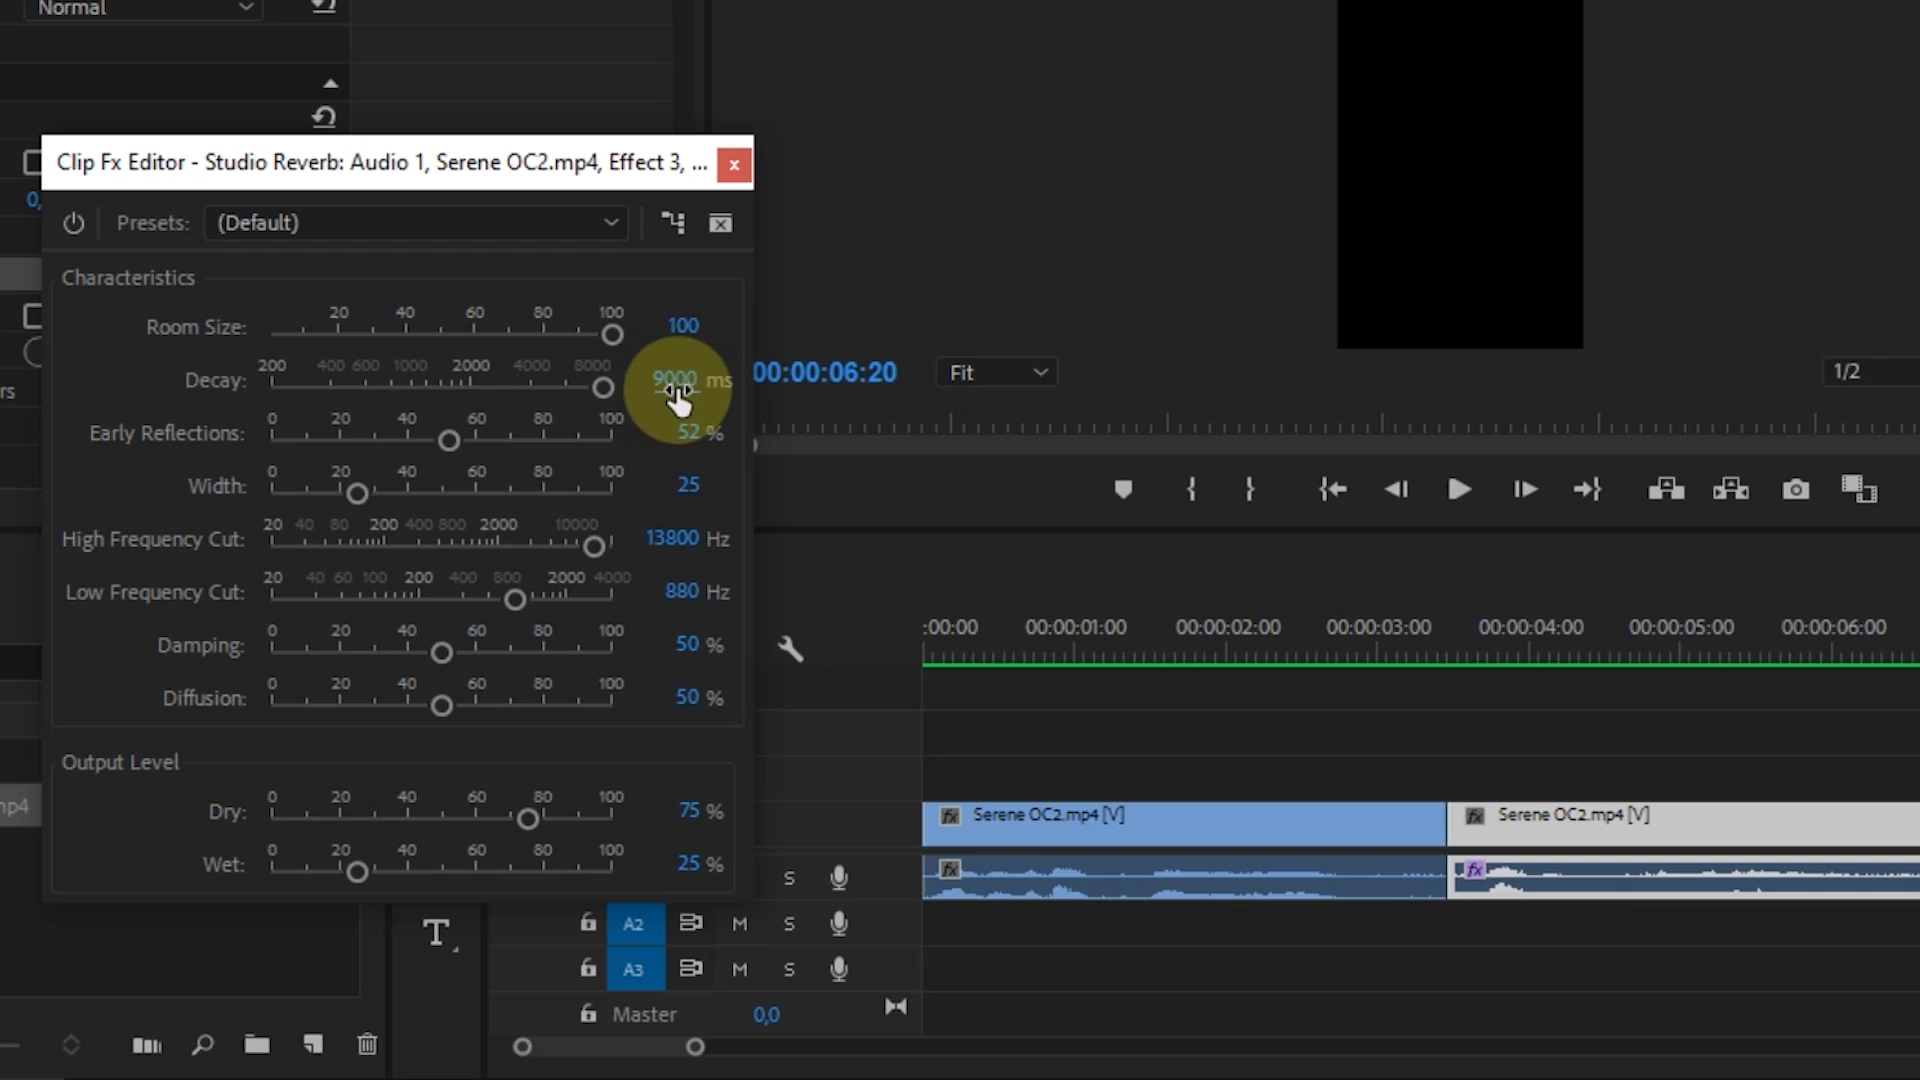 Normal
Clip Fx Editor - Studio Reverb: Audio 1, Serene OC2.mp4, Effect 3, ...
x
0,
Presets: (Default)
Characteristics
20 40 60 80 100
Room Size: 100
200 400 600 1000 2000 4000 8000
Decay: 9000 ms
00:00:06:20
Fit
1/2
rs
0 20 40 60 80 100
Early Reflections: 52 %
0 20 40 60 80 100
Width: 25
20 40 80 200 400 800 2000 10000
High Frequency Cut: 13800 Hz
20 40 60 100 200 400 800 2000 4000
Low Frequency Cut: 880 Hz
:00:00 00:00:01:00 00:00:02:00 00:00:03:00 00:00:04:00 00:00:05:00 00:00:06:00
0 20 40 60 80 100
Damping: 50 %
0 20 40 60 80 100
Diffusion: 50 %
Output Level
0 20 40 60 80 100
Dry: 75 %
0 20 40 60 80 100
Wet: 25 %
np4
fx Serene OC2.mp4 [V]
fx Serene OC2.mp4 [V]
S
fx
fx
T
A2 M S
A3 M S
Master 0,0